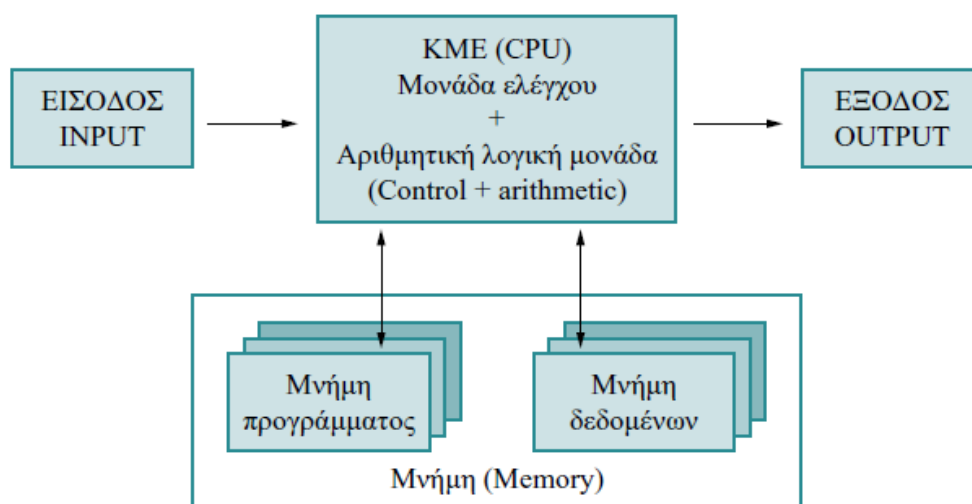 ΕΙΣΟΔΟΣ
INPUT
ΚΜΕ (CPU)
Μονάδα ελέγχου
+
Αριθμητική λογική μονάδα
(Control + arithmetic)
ΕΞΟΔΟΣ
OUTPUT
Μνήμη
προγράμματος
Μνήμη
δεδομένων
Μνήμη (Memory)